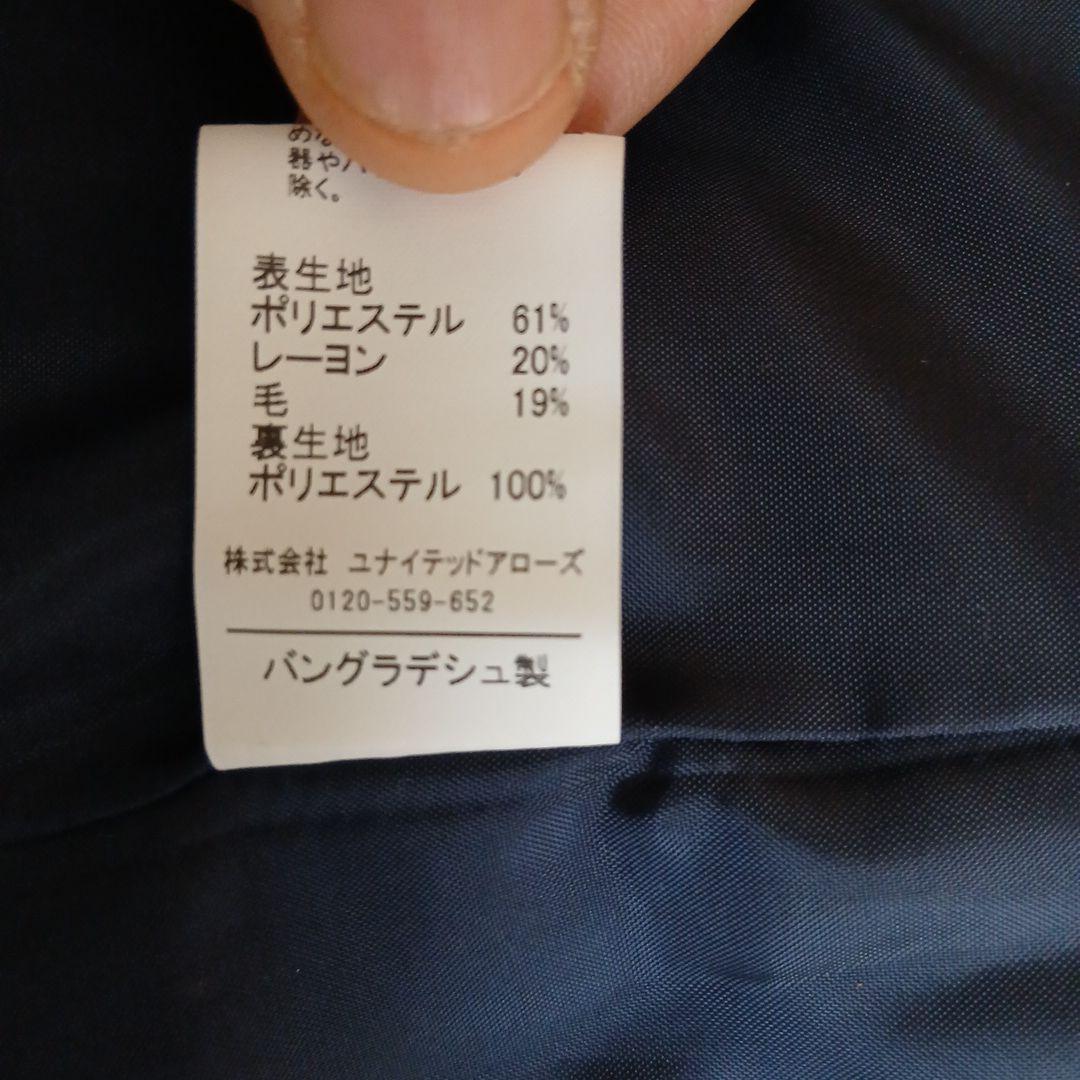 器や
除く。
表生地
ポリエステル 61%
レーヨン 20%
毛 19%
裏生地
ポリエステル 100%
株式会社 ユナイテッドアローズ
0120-559-652
バングラデシュ製